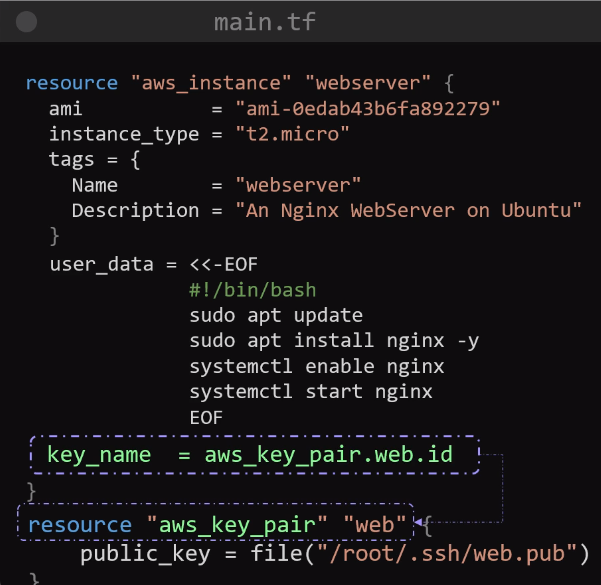 main.tf
resource "aws_instance" "webserver" {
ami = "ami-0edab43b6fa892279"
instance_type = "t2.micro"
tags = {
Name = "webserver"
Description = "An Nginx WebServer on Ubuntu"
}
user_data = <<-EOF
#!/bin/bash
sudo apt update
sudo apt install nginx -y
systemctl enable nginx
systemctl start nginx
EOF
key_name = aws_key_pair.web.id
}
resource "aws_key_pair" "web" {
public_key = file("/root/.ssh/web.pub")
}